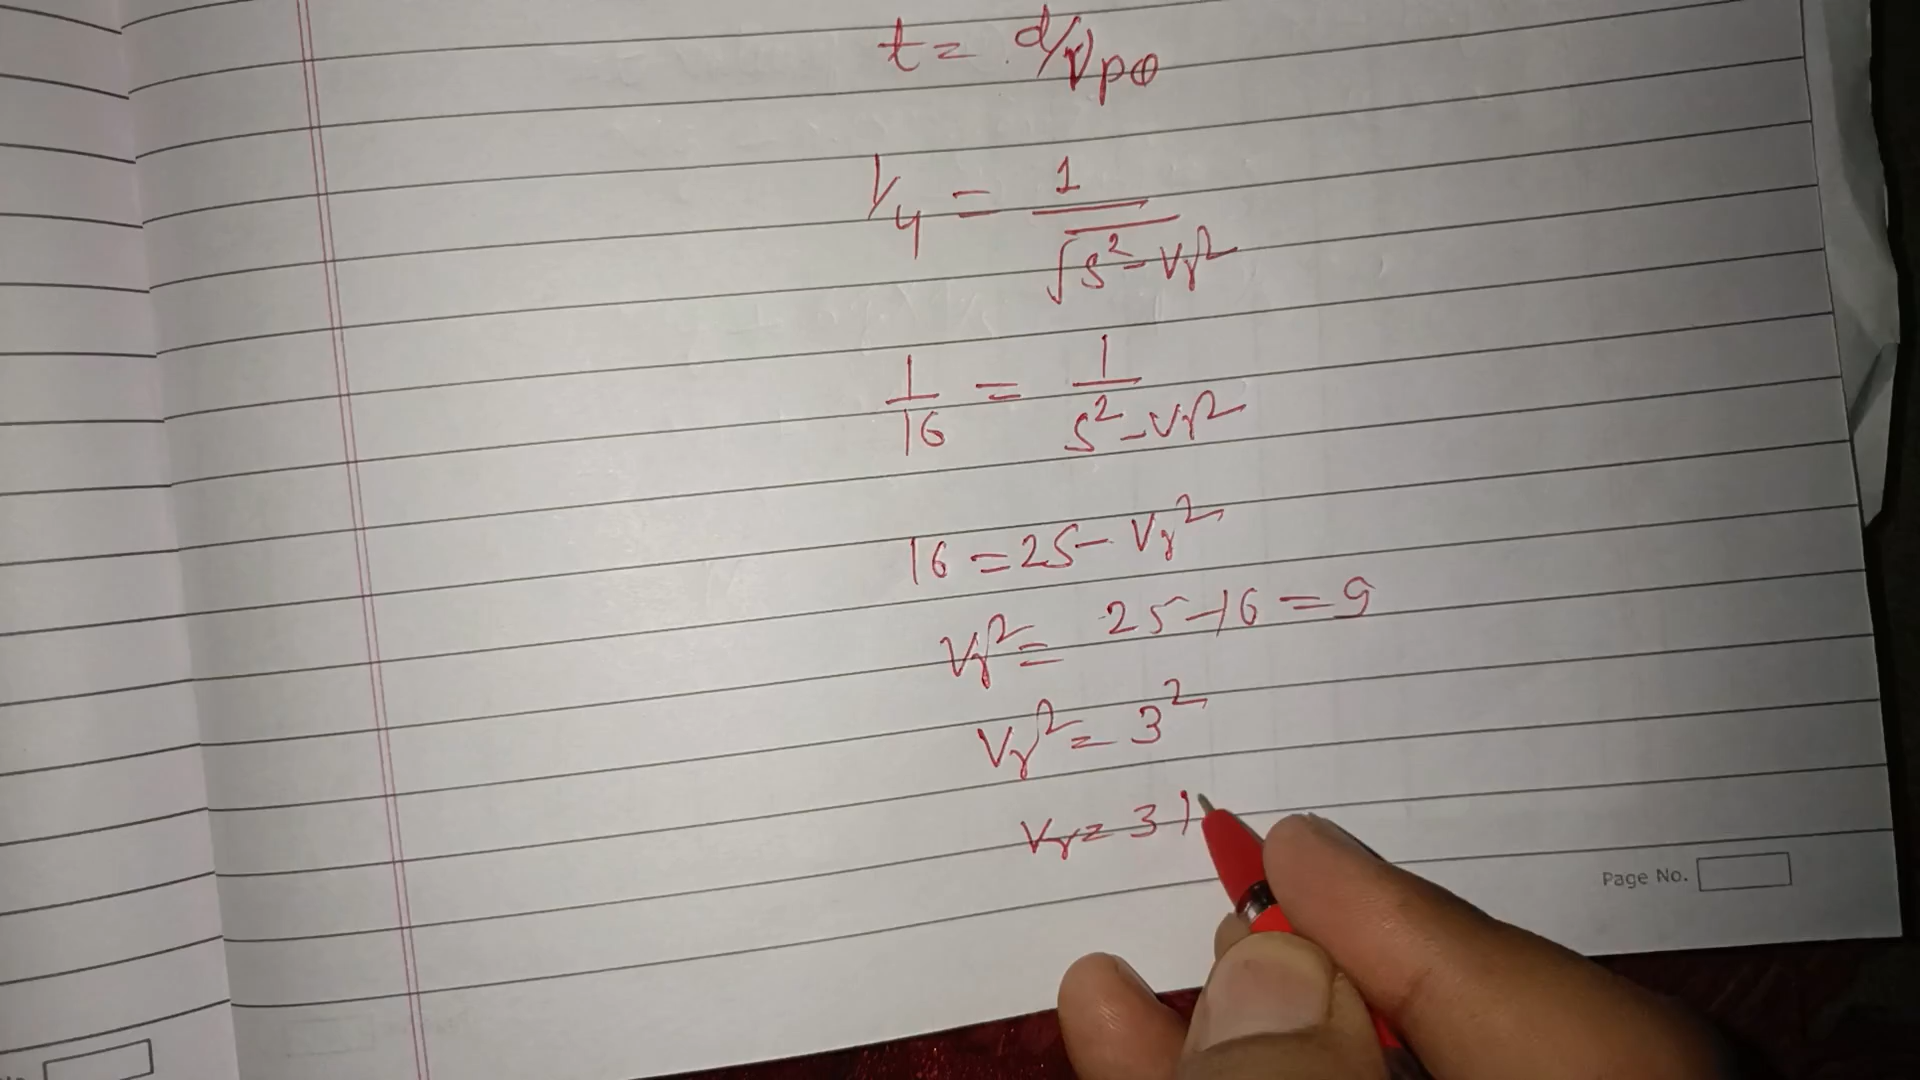 t = d/Vpθ
1/4 = 1/√5² - Vr²
1/16 = 1/5² - Vr²
16 = 25 - Vr²
Vr² = 25 - 16 = 9
Vr² = 3²
Vr = 3
Page No.